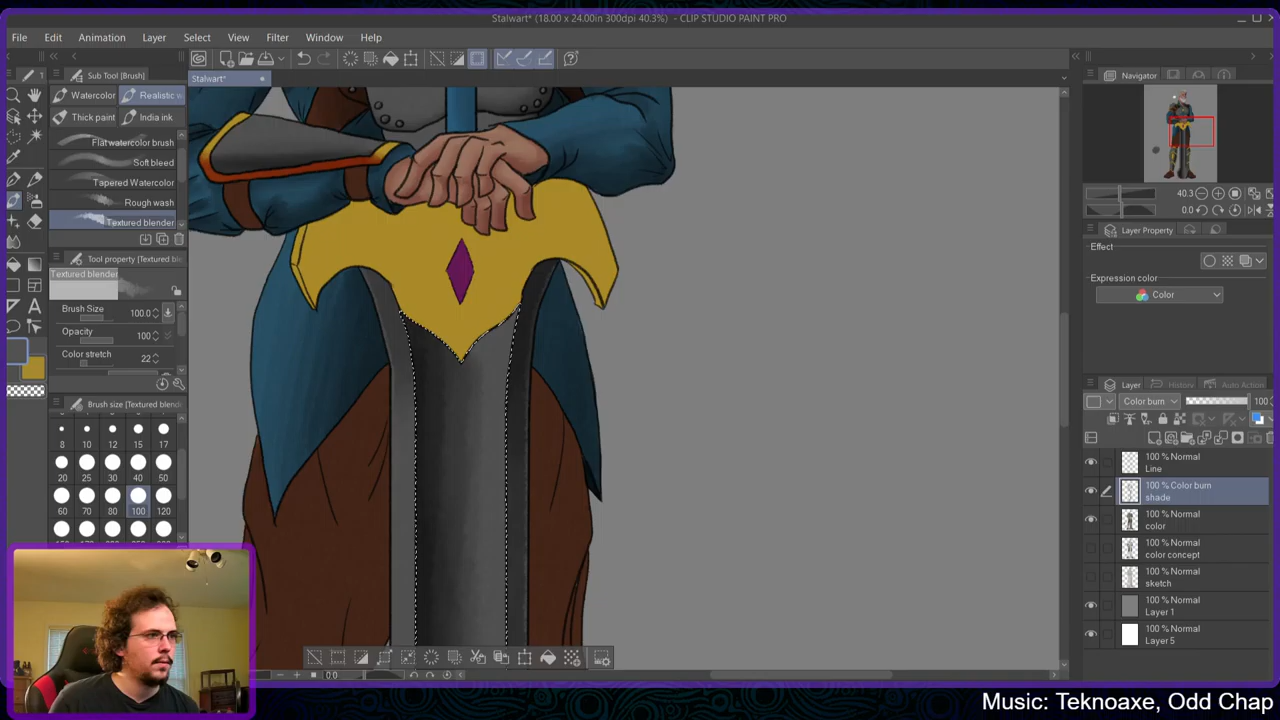 Stalwart* (18.00 x 24.00in 300dpi 40.3%) - CLIP STUDIO PAINT PRO
File Edit Animation Layer Select View Filter Window Help
Sub Tool [Brush]
Stalwart*
Navigator
Watercolor Realistic w
Thick paint India ink
Flat watercolor brush
Soft bleed
Tapered Watercolor
Rough wash
Textured blender
40.3
0.0
Layer Property
Effect
Expression color
Color
Tool property [Textured blende
Textured blender
Brush Size 100.0
Opacity 100
Color stretch 22
Brush size [Textured blend
8 10 12 15 17
20 25 30 40 50
60 70 80 100 120
Layer History Auto Action
Color burn 100
100 % Normal
Line
100 % Color burn
shade
100 % Normal
color
100 % Normal
color concept
100 % Normal
sketch
100 % Normal
Layer 1
100 % Normal
Layer 5
Music: Teknoaxe, Odd Chap